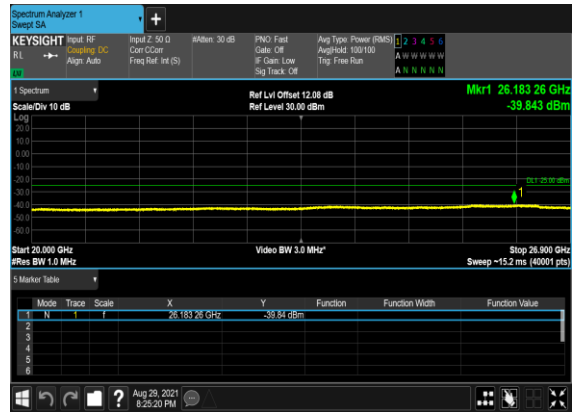 Spectrum Analyzer 1
Swept SA
KEYSIGHT Input: RF Input Z: 50 Ω #Atten: 30 dB PNO: Fast Avg Type: Power (RMS) 1 2 3 4 5 6
RL Coupling: DC Corr CCorr Gate: Off Avg|Hold: 100/100 A W W W W W
Align: Auto Freq Ref: Int (S) IF Gain: Low Trig: Free Run
Sig Track: Off A N N N N N
1 Spectrum Ref Lvl Offset 12.08 dB Mkr1 26.183 26 GHz
Scale/Div 10 dB Ref Level 30.00 dBm -39.843 dBm
Log
20.0
10.0
0.00
-10.0
-20.0
DL1 -25.00 dBm
-30.0 1
-40.0
-50.0
-60.0
Start 20.000 GHz Video BW 3.0 MHz* Stop 26.900 GHz
#Res BW 1.0 MHz Sweep ~15.2 ms (40001 pts)
5 Marker Table
Mode Trace Scale X Y Function Function Width Function Value
1 N 1 f 26.183 26 GHz -39.84 dBm
2
3
4
5
6
? Aug 29, 2021
8:25:20 PM